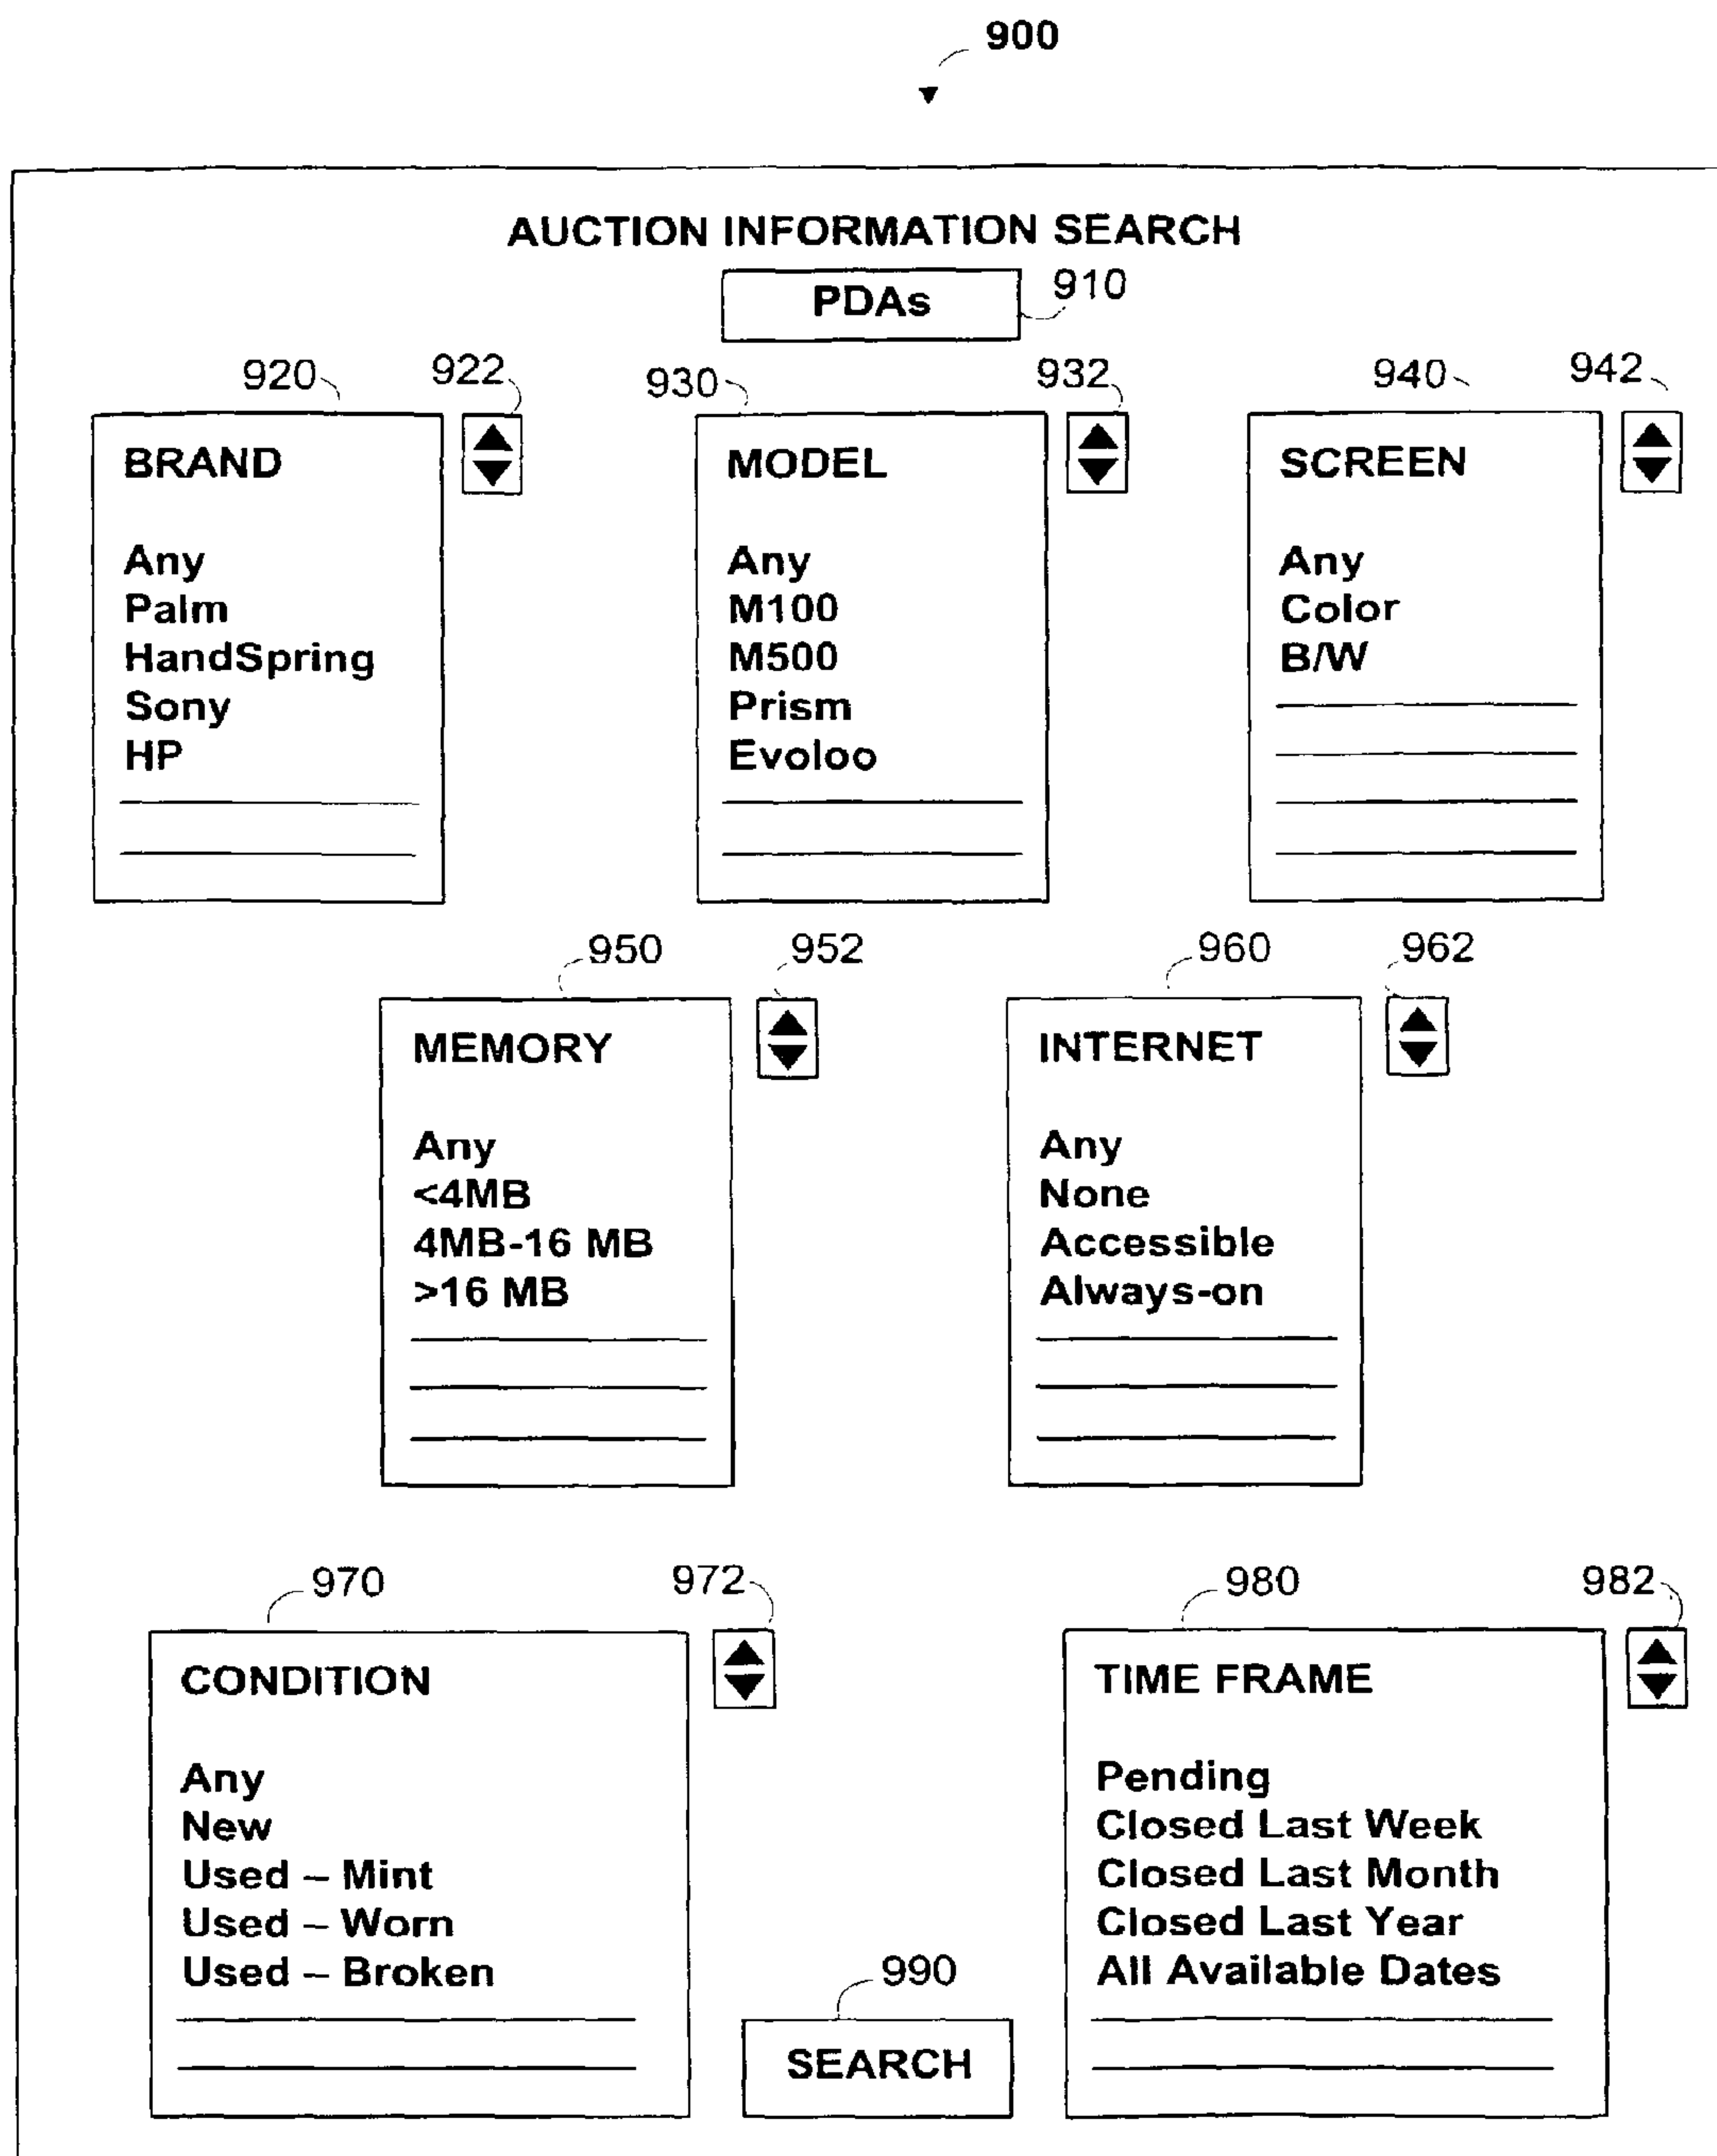 900
AUCTION INFORMATION SEARCH
PDAs 910
920 922 930 932 940 942
BRAND
Any
Palm
HandSpring
Sony
HP
MODEL
Any
M100
M500
Prism
Evoloo
SCREEN
Any
Color
B/W
950 952 960 962
MEMORY
Any
<4MB
4MB-16 MB
>16 MB
INTERNET
Any
None
Accessible
Always-on
970 972 980 982
CONDITION
Any
New
Used – Mint
Used – Worn
Used – Broken
TIME FRAME
Pending
Closed Last Week
Closed Last Month
Closed Last Year
All Available Dates
990
SEARCH